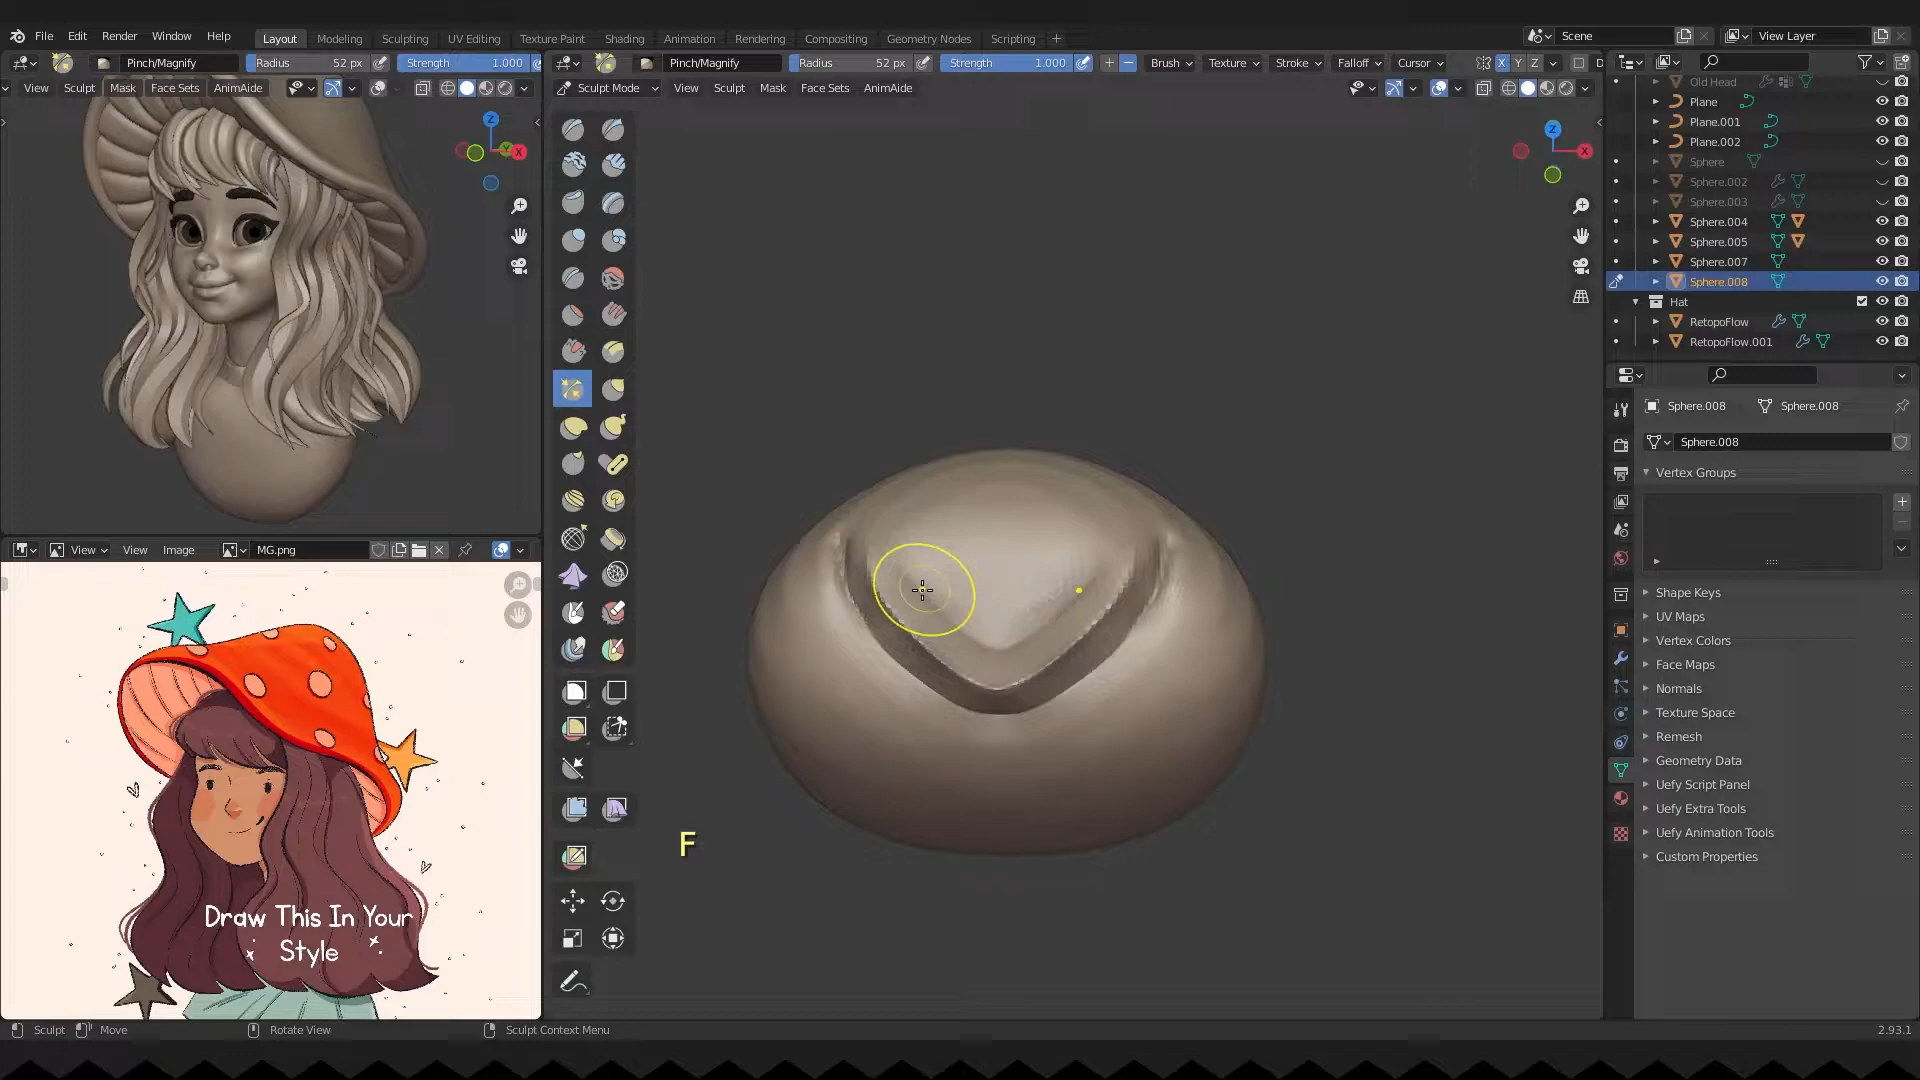 File Edit Render Window Help Layout Modeling Sculpting UV Editing Texture Paint Shading Animation Rendering Compositing Geometry Nodes Scripting + Scene View Layer
Pinch/Magnify Radius 52 px Strength 1.000 Pinch/Magnify Radius 52 px Strength 1.000 Brush Texture Stroke Falloff Cursor X Y Z D
View Sculpt Mask Face Sets AnimAide Sculpt Mode View Sculpt Mask Face Sets AnimAide
Z
Y
X
Z
X
Old Head
Plane
Plane.001
Plane.002
Sphere
Sphere.002
Sphere.003
Sphere.004
Sphere.005
Sphere.007
Sphere.008
Hat
RetopoFlow
RetopoFlow.001
Sphere.008 Sphere.008
Sphere.008
Vertex Groups
Shape Keys
UV Maps
Vertex Colors
Face Maps
Normals
Texture Space
Remesh
Geometry Data
Uefy Script Panel
Uefy Extra Tools
Uefy Animation Tools
Custom Properties
View View Image MG.png
F
Draw This In Your
Style
Sculpt Move Rotate View Sculpt Context Menu 2.93.1